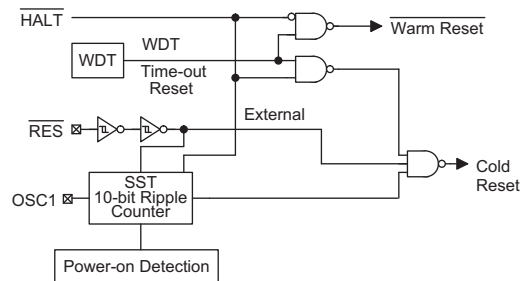 HALT
WDT
WDT
Time-out
Reset
Warm Reset
RES
External
Cold
Reset
OSC1
SST
10-bit Ripple
Counter
Power-on Detection